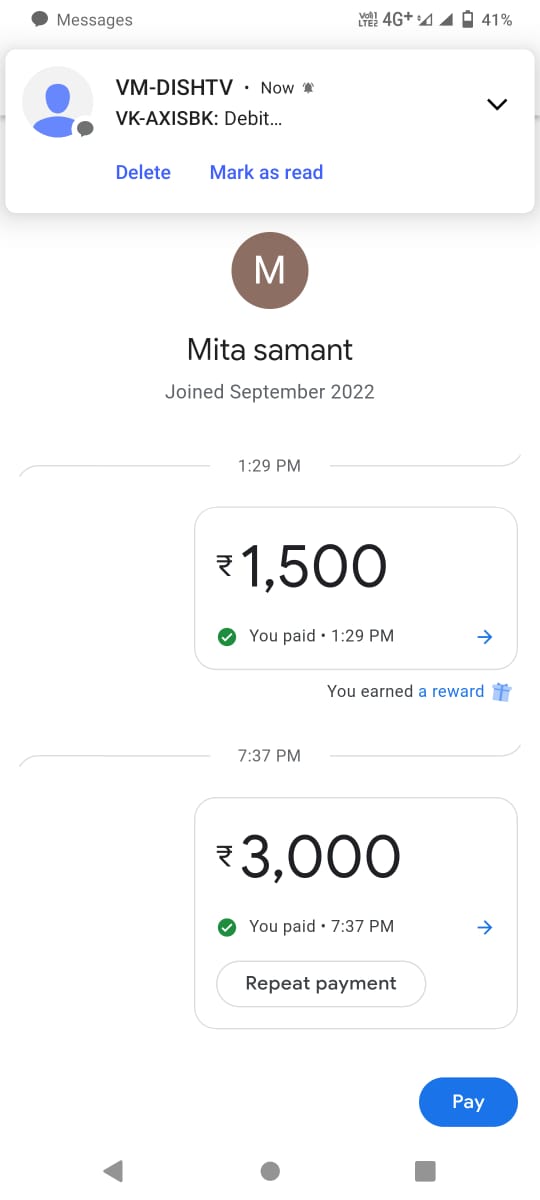 Messages
VoLTE LTE2 4G+ 41%
VM-DISHTV • Now
VK-AXISBK: Debit...
Delete Mark as read
M
Mita samant
Joined September 2022
1:29 PM
₹1,500
You paid • 1:29 PM
You earned a reward
7:37 PM
₹3,000
You paid • 7:37 PM
Repeat payment
Pay